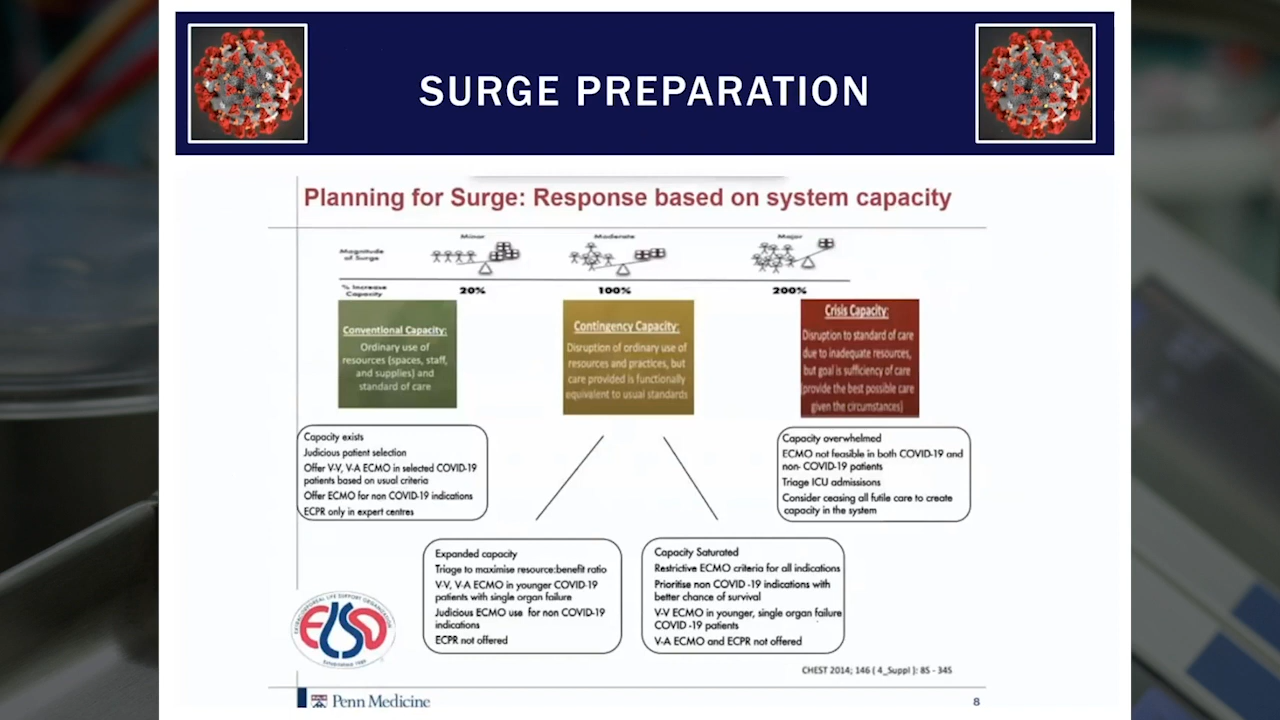 SURGE PREPARATION
Planning for Surge: Response based on system capacity
Minor
Moderate
Major
Magnitude
of Surge
% Increase
Capacity
20%
100%
200%
Conventional Capacity:
Ordinary use of
resources (spaces, staff,
and supplies) and
standard of care
Contingency Capacity:
Disruption of ordinary use of
resources and practices, but
care provided is functionally
equivalent to usual standards
Crisis Capacity:
Disruption to standard of care
due to inadequate resources,
but goal is sufficiency of care
(provide the best possible care
given the circumstances)
Capacity exists
Judicious patient selection
Offer V-V, V-A ECMO in selected COVID-19
patients based on usual criteria
Offer ECMO for non COVID-19 indications
ECPR only in expert centres
Capacity overwhelmed
ECMO not feasible in both COVID-19 and
non- COVID-19 patients
Triage ICU admissisons
Consider ceasing all futile care to create
capacity in the system
Expanded capacity
Triage to maximise resource:benefit ratio
V-V, V-A ECMO in younger COVID-19
patients with single organ failure
Judicious ECMO use for non COVID-19
indications
ECPR not offered
Capacity Saturated
Restrictive ECMO criteria for all indications
Prioritise non COVID -19 indications with
better chance of survival
V-V ECMO in younger, single organ failure
COVID -19 patients
V-A ECMO and ECPR not offered
EXTRACORPOREAL LIFE SUPPORT ORGANIZATION
ELSO
Established 1989
CHEST 2014; 146 ( 4_Suppl ): 8S - 34S
Penn Medicine
8